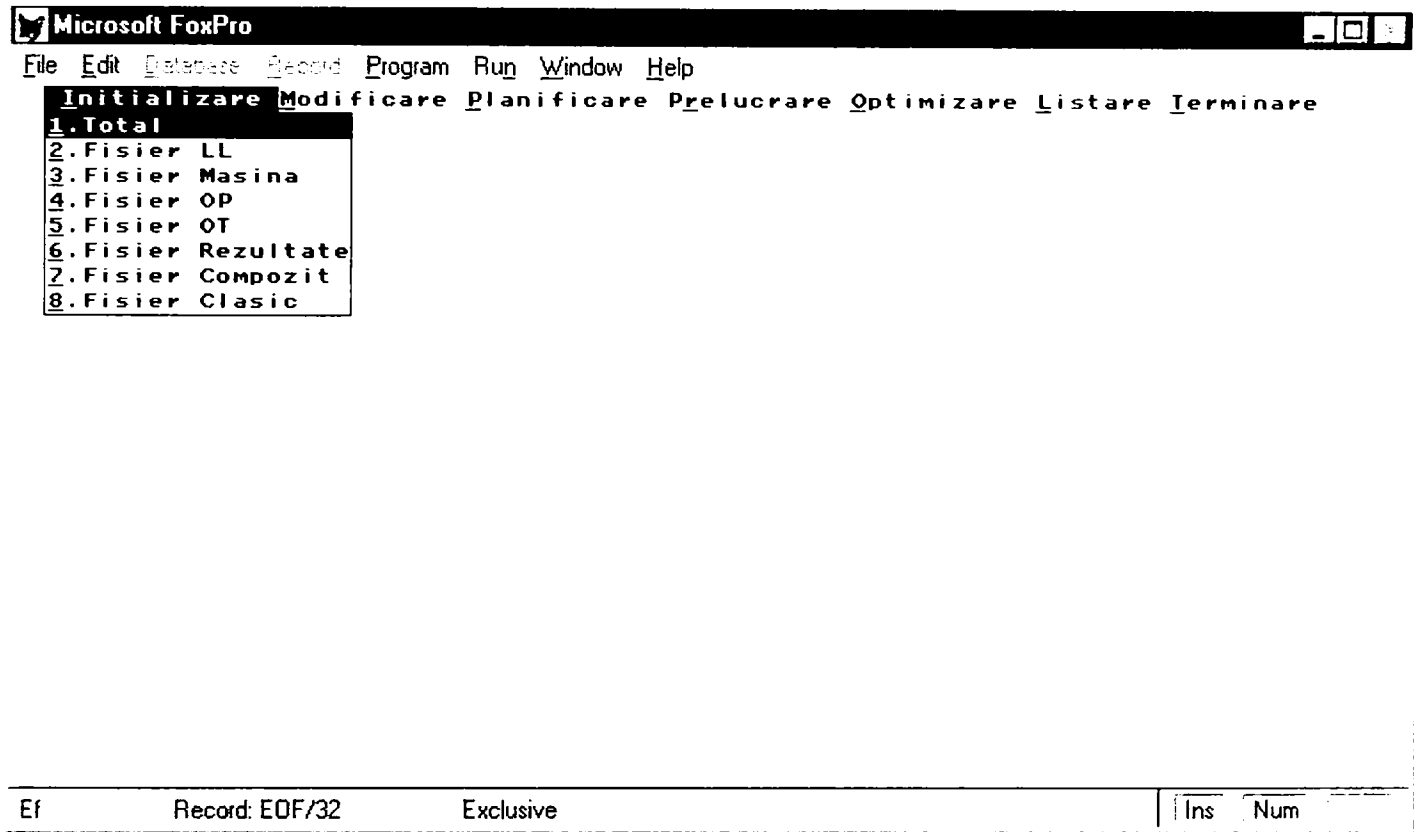 Microsoft FoxPro
File Edit Database Record Program Run Window Help
Initializare Modificare Planificare Prelucrare Optimizare Listare Terminare
1.Total
2.Fisier LL
3.Fisier Masina
4.Fisier OP
5.Fisier OT
6.Fisier Rezultate
7.Fisier Compozit
8.Fisier Clasic
Ef Record: EOF/32 Exclusive Ins Num